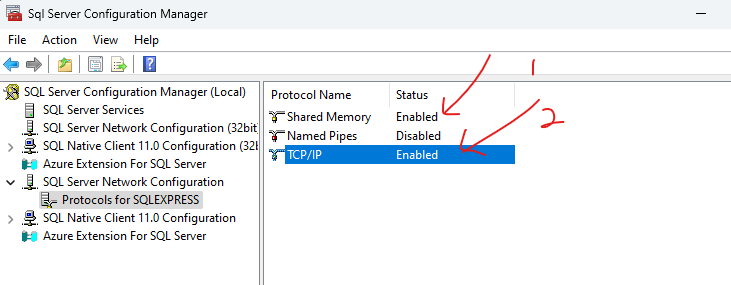 Sql Server Configuration Manager
File Action View Help
SQL Server Configuration Manager (Local)
SQL Server Services
SQL Server Network Configuration (32bit
SQL Native Client 11.0 Configuration (32b
Azure Extension For SQL Server
SQL Server Network Configuration
Protocols for SQLEXPRESS
SQL Native Client 11.0 Configuration
Azure Extension For SQL Server
Protocol Name Status
Shared Memory Enabled
Named Pipes Disabled
TCP/IP Enabled
1
2